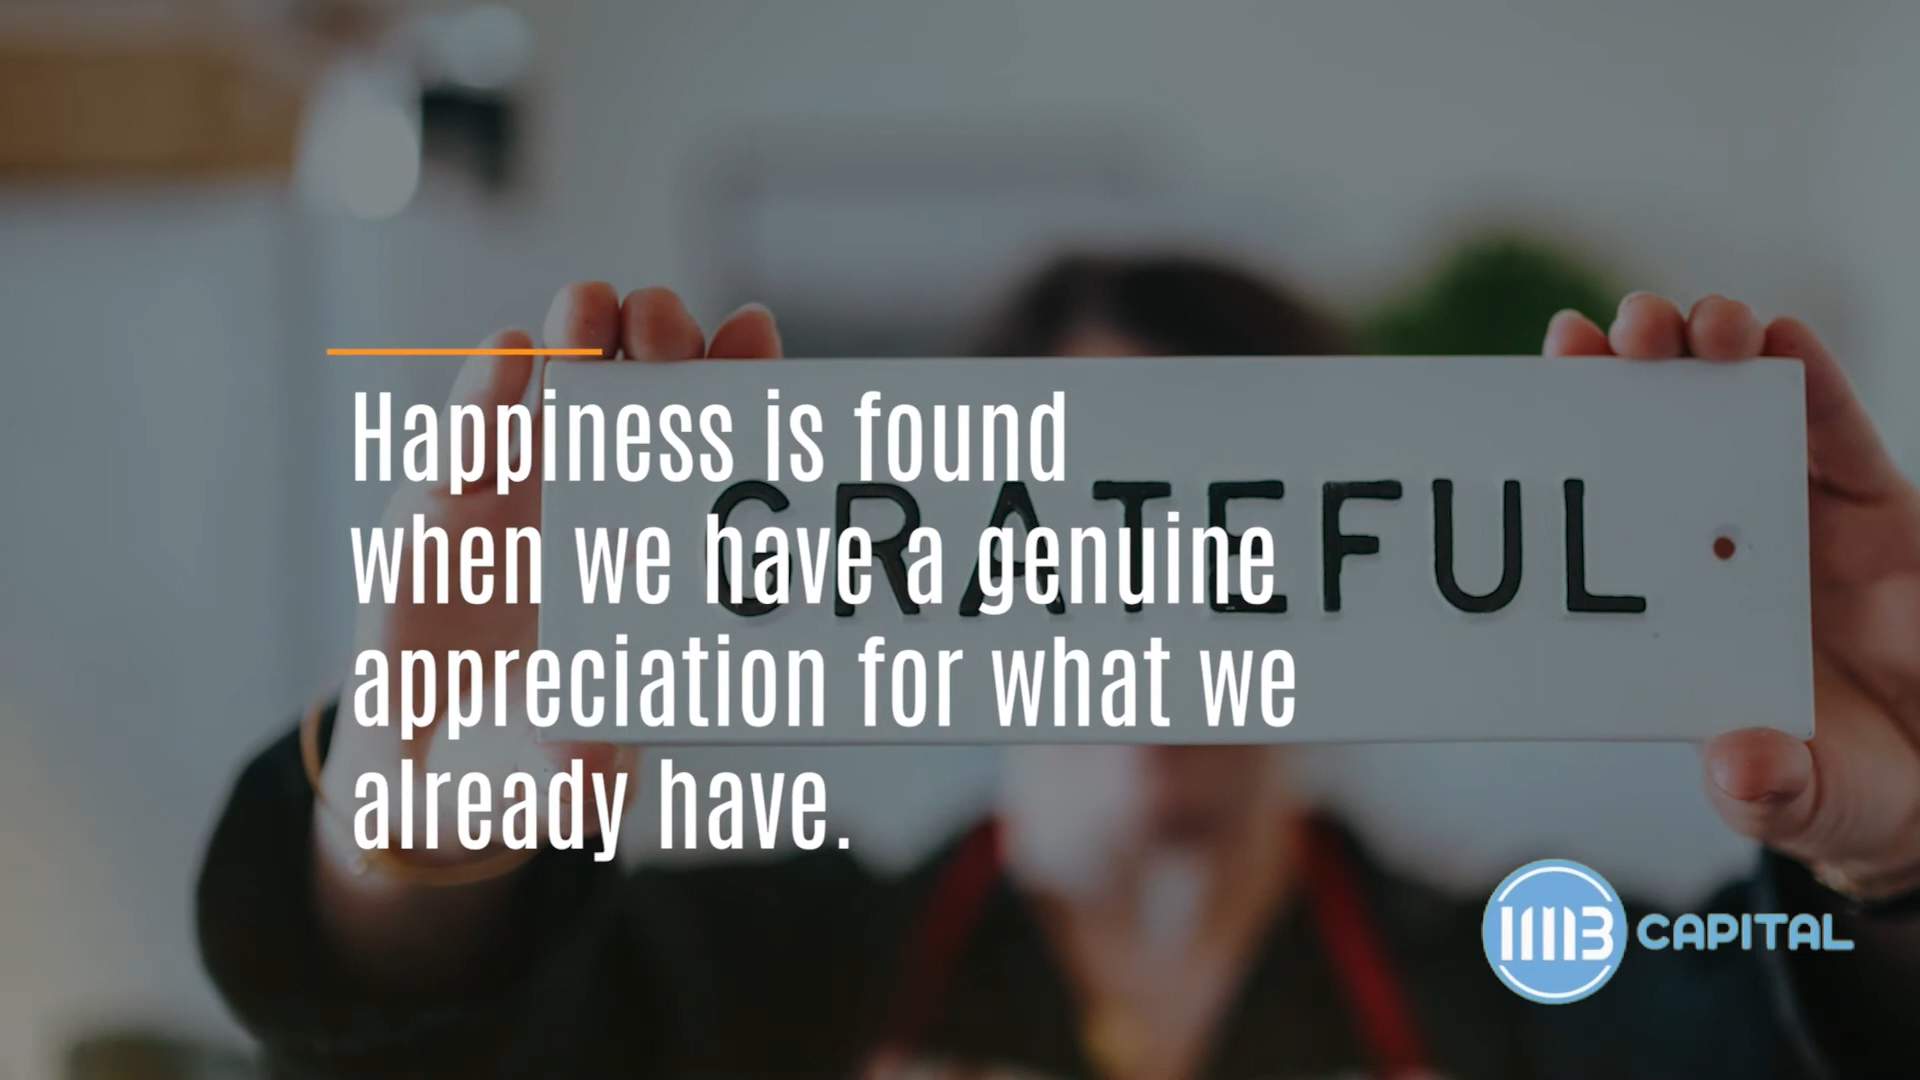 Happiness is found
when we have a genuine
appreciation for what we
already have.
GRATEFUL
CAPITAL